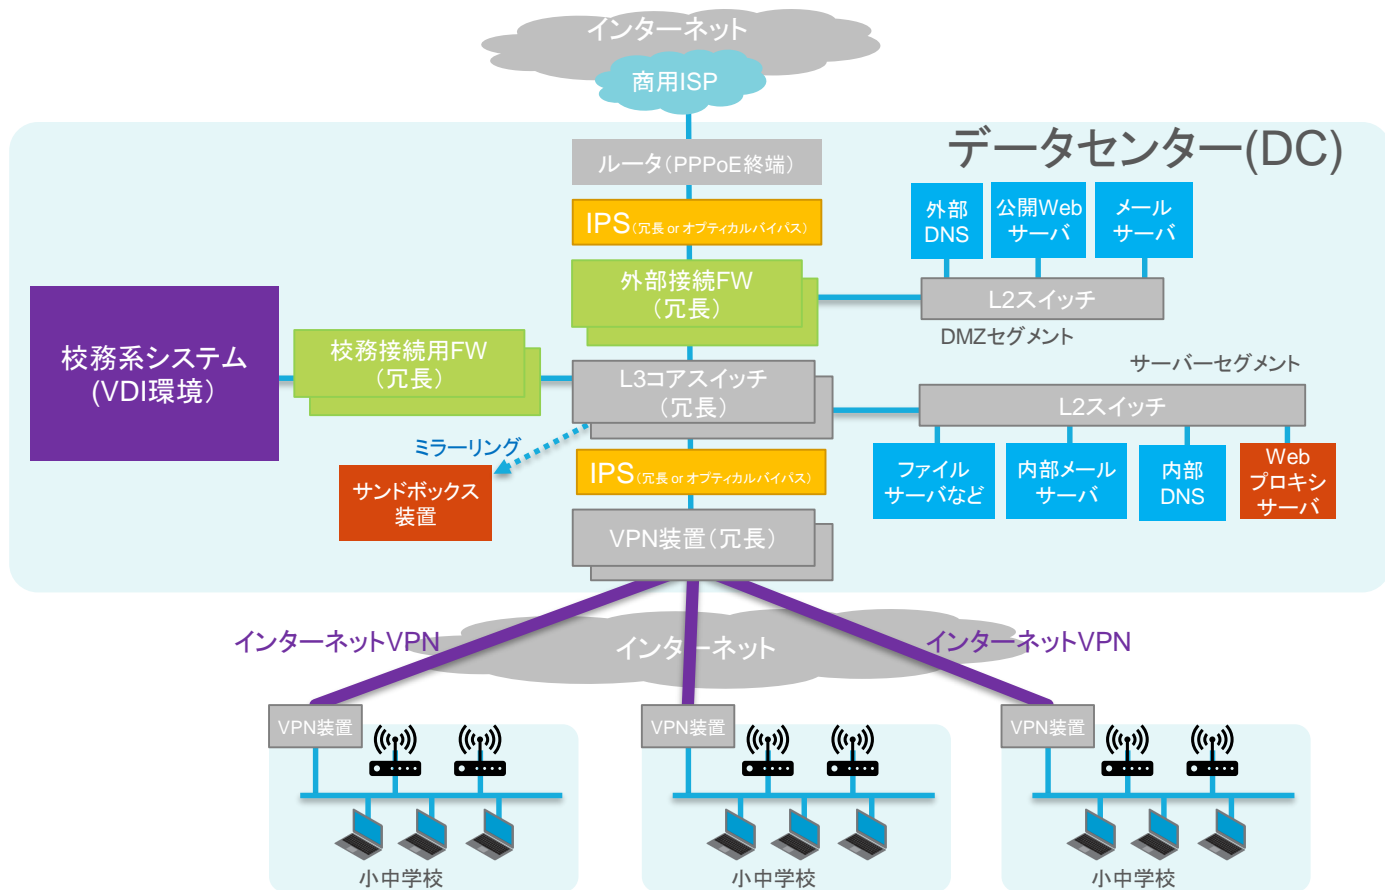 インターネット
商用ISP
データセンター(DC)
ルータ（PPPoE終端）
IPS（冗長 or オプティカルバイパス）
外部
DNS
公開Web
サーバ
メール
サーバ
外部接続FW
（冗長）
L2スイッチ
DMZセグメント
校務系システム
(VDI環境）
校務接続用FW
（冗長）
L3コアスイッチ
（冗長）
サーバーセグメント
L2スイッチ
ミラーリング
サンドボックス
装置
IPS（冗長 or オプティカルバイパス）
ファイル
サーバなど
内部メール
サーバ
内部
DNS
Web
プロキシ
サーバ
VPN装置（冗長）
インターネットVPN
インターネット
インターネットVPN
VPN装置
VPN装置
VPN装置
小中学校
小中学校
小中学校